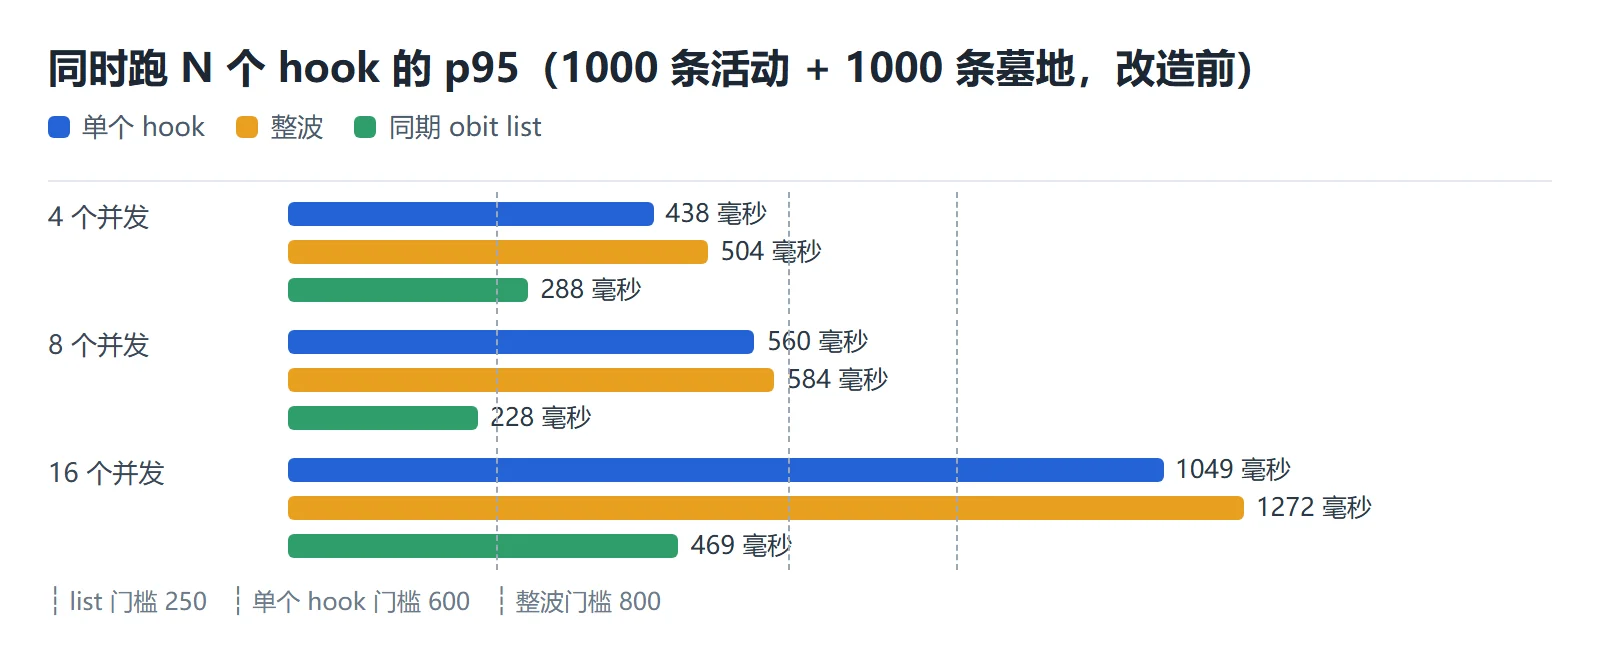 同时跑 N 个 hook 的 p95（1000 条活动 + 1000 条墓地，改造前）
单个 hook 整波 同期 obit list
4 个并发
438 毫秒
504 毫秒
288 毫秒
8 个并发
560 毫秒
584 毫秒
228 毫秒
16 个并发
1049 毫秒
1272 毫秒
469 毫秒
list 门槛 250 单个 hook 门槛 600 整波门槛 800